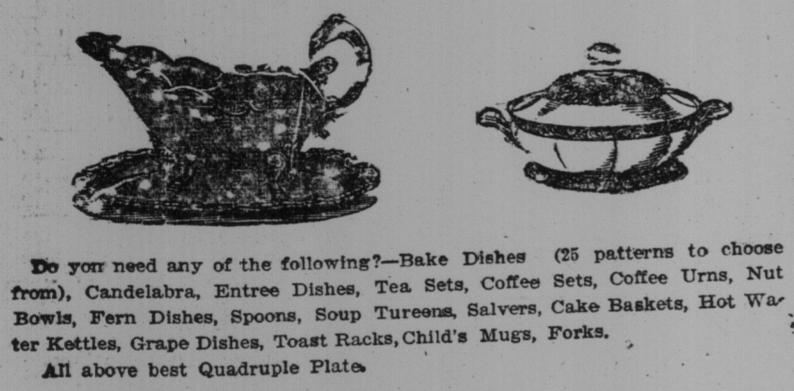 Do you need any of the following?—Bake Dishes (25 patterns to choose
from), Candelabra, Entree Dishes, Tea Sets, Coffee Sets, Coffee Urns, Nut
Bowls, Fern Dishes, Spoons, Soup Tureens, Salvers, Cake Baskets, Hot Wa-
ter Kettles, Grape Dishes, Toast Racks, Child's Mugs, Forks.
All above best Quadruple Plate.